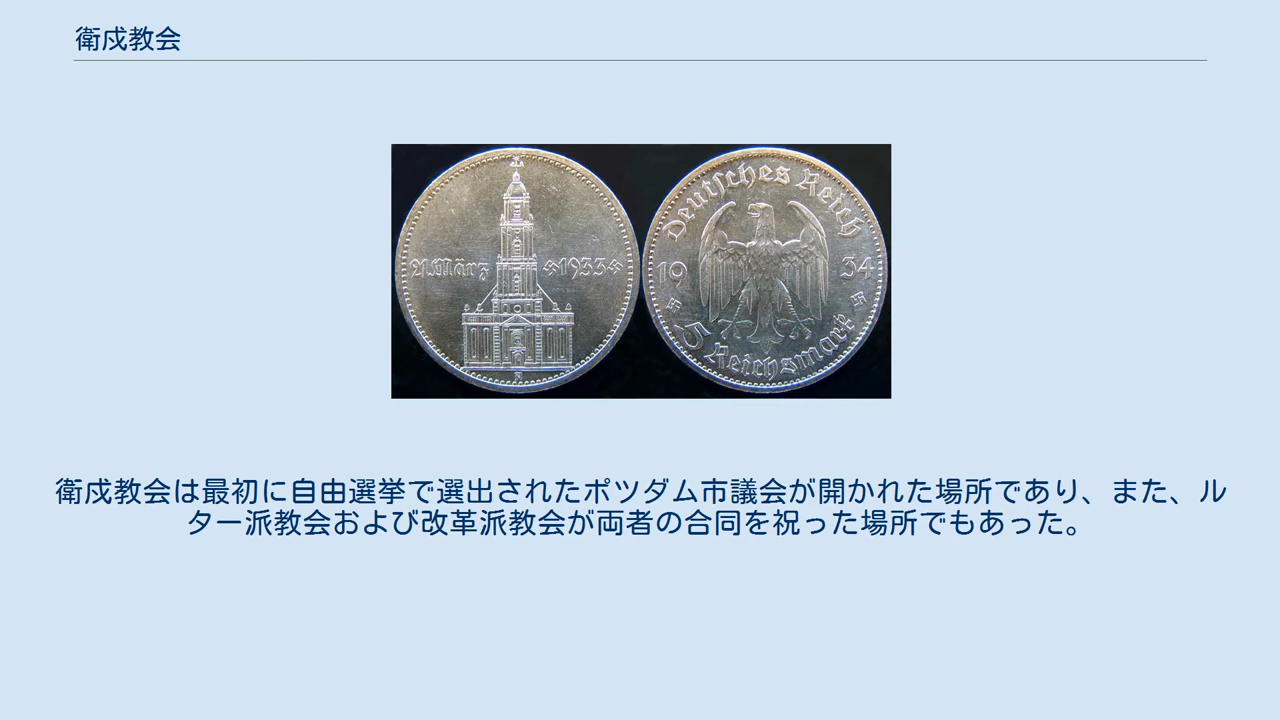 衛戍教会
21.März
1933
Deutsches Reich
19
34
5
Reichsmark
衛戍教会は最初に自由選挙で選出されたポツダム市議会が開かれた場所であり、また、ル
ター派教会および改革派教会が両者の合同を祝った場所でもあった。